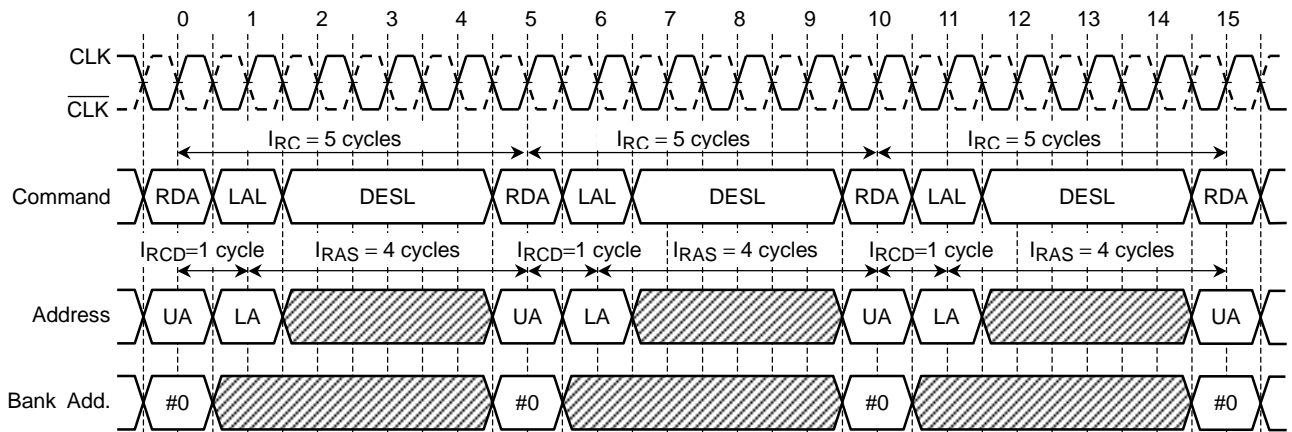 0 1 2 3 4 5 6 7 8 9 10 11 12 13 14 15
CLK
CLK
IRC = 5 cycles IRC = 5 cycles IRC = 5 cycles
Command RDA LAL DESL RDA LAL DESL RDA LAL DESL RDA
IRCD=1 cycle IRAS = 4 cycles IRCD=1 cycle IRAS = 4 cycles IRCD=1 cycle IRAS = 4 cycles
Address UA LA UA LA UA LA UA
Bank Add. #0 #0 #0 #0